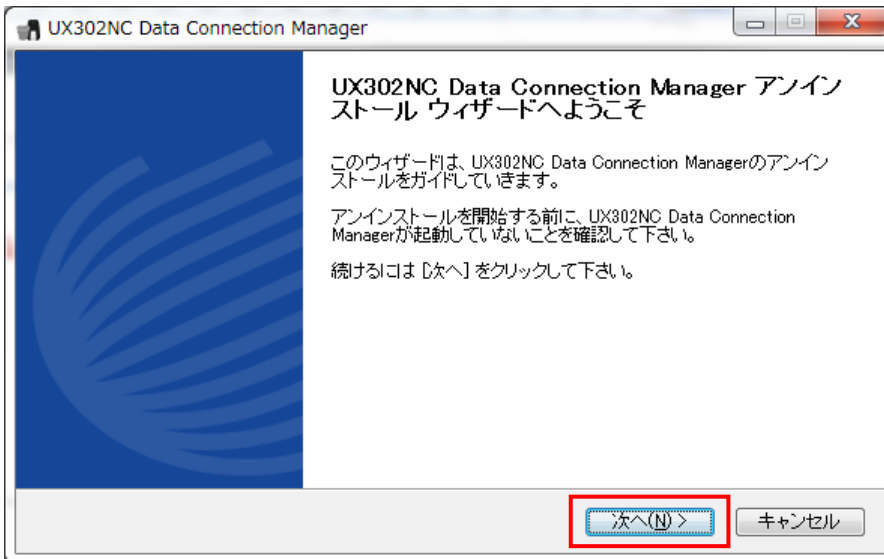 UX302NC Data Connection Manager
UX302NC Data Connection Manager アンイン
ストール ウィザードへようこそ
このウィザードは、UX302NC Data Connection Managerのアンイン
ストールをガイドしていきます。
アンインストールを開始する前に、UX302NC Data Connection
Managerが起動していないことを確認して下さい。
続けるには [次へ] をクリックして下さい。
次へ(N) >
キャンセル